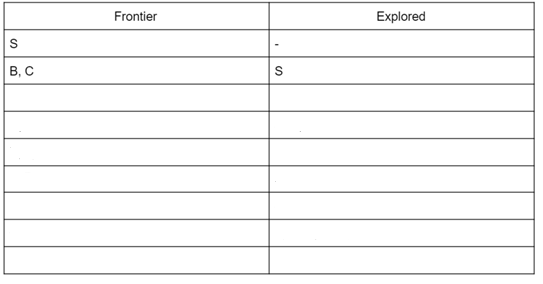 Frontier Explored
S -
B, C S